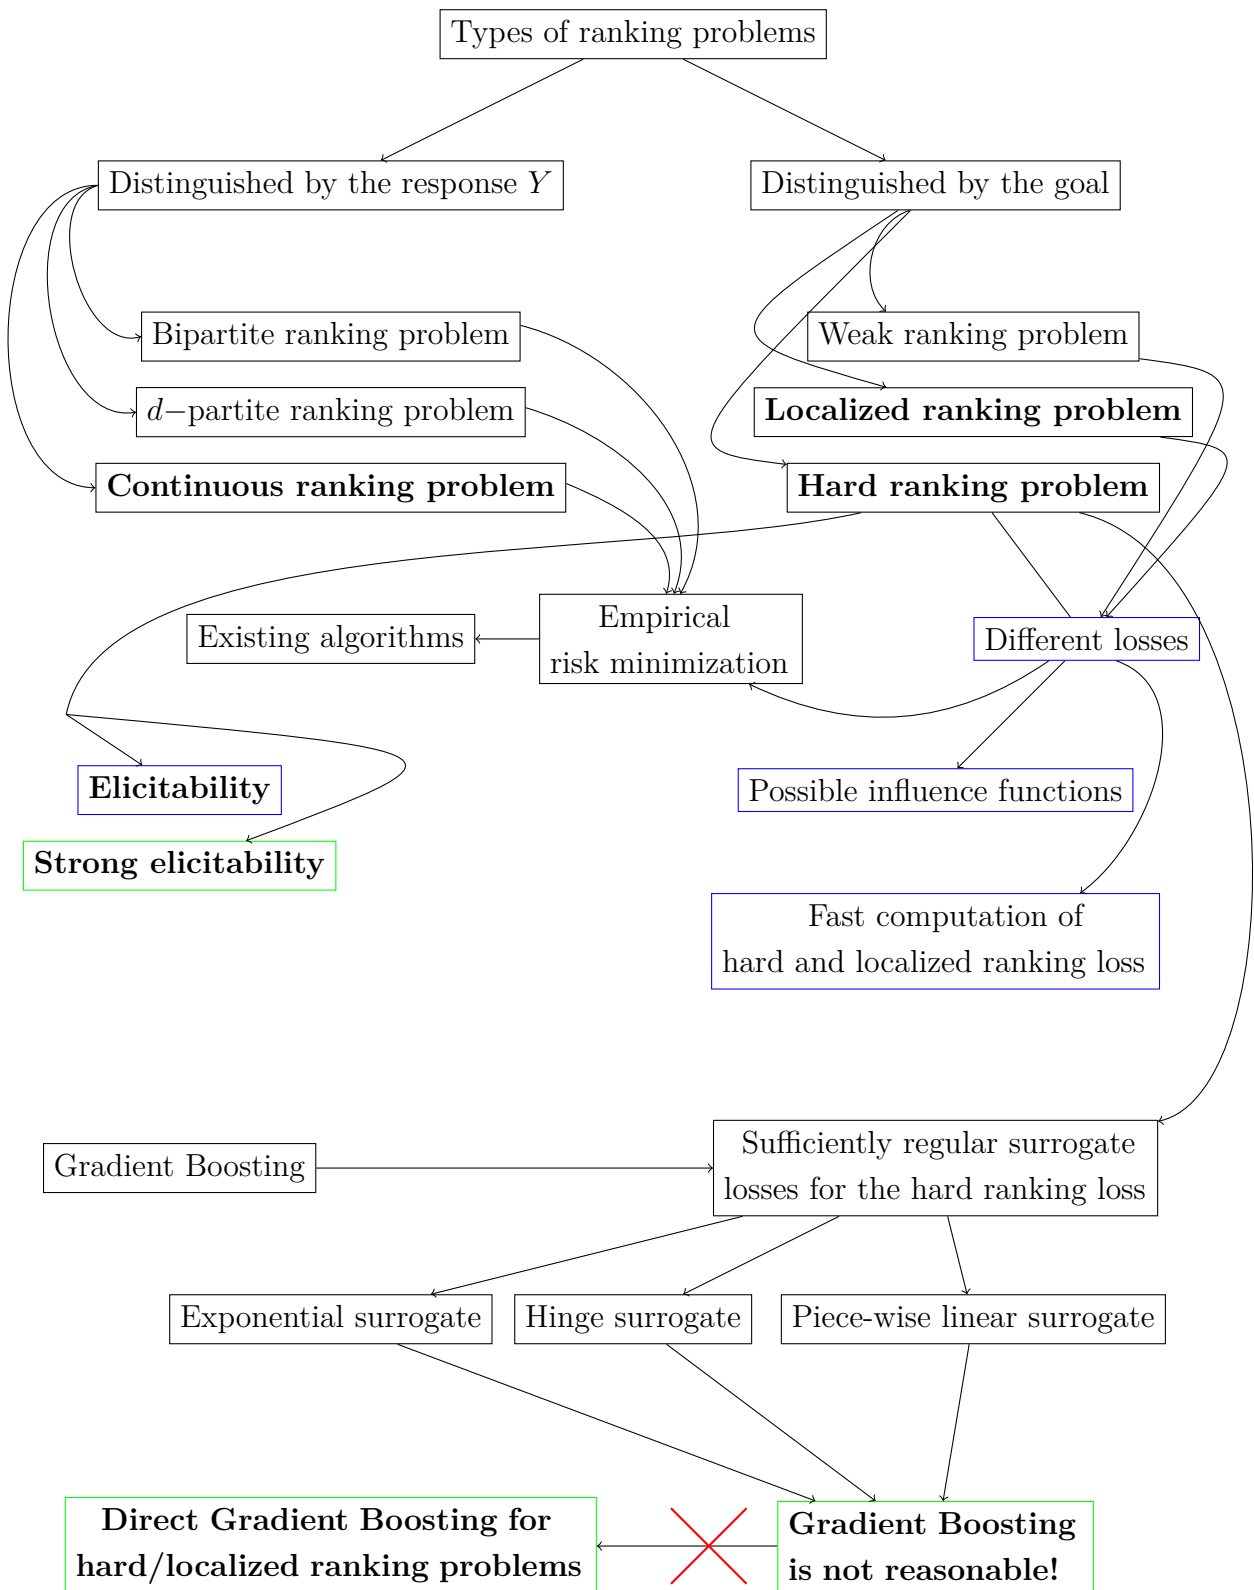 Types of ranking problems
Distinguished by the response Y
Distinguished by the goal
Bipartite ranking problem
Weak ranking problem
d−partite ranking problem
Localized ranking problem
Continuous ranking problem
Hard ranking problem
Existing algorithms
Empirical
risk minimization
Different losses
Elicitability
Possible influence functions
Strong elicitability
Fast computation of
hard and localized ranking loss
Gradient Boosting
Sufficiently regular surrogate
losses for the hard ranking loss
Exponential surrogate
Hinge surrogate
Piece-wise linear surrogate
Direct Gradient Boosting for
hard/localized ranking problems
Gradient Boosting
is not reasonable!